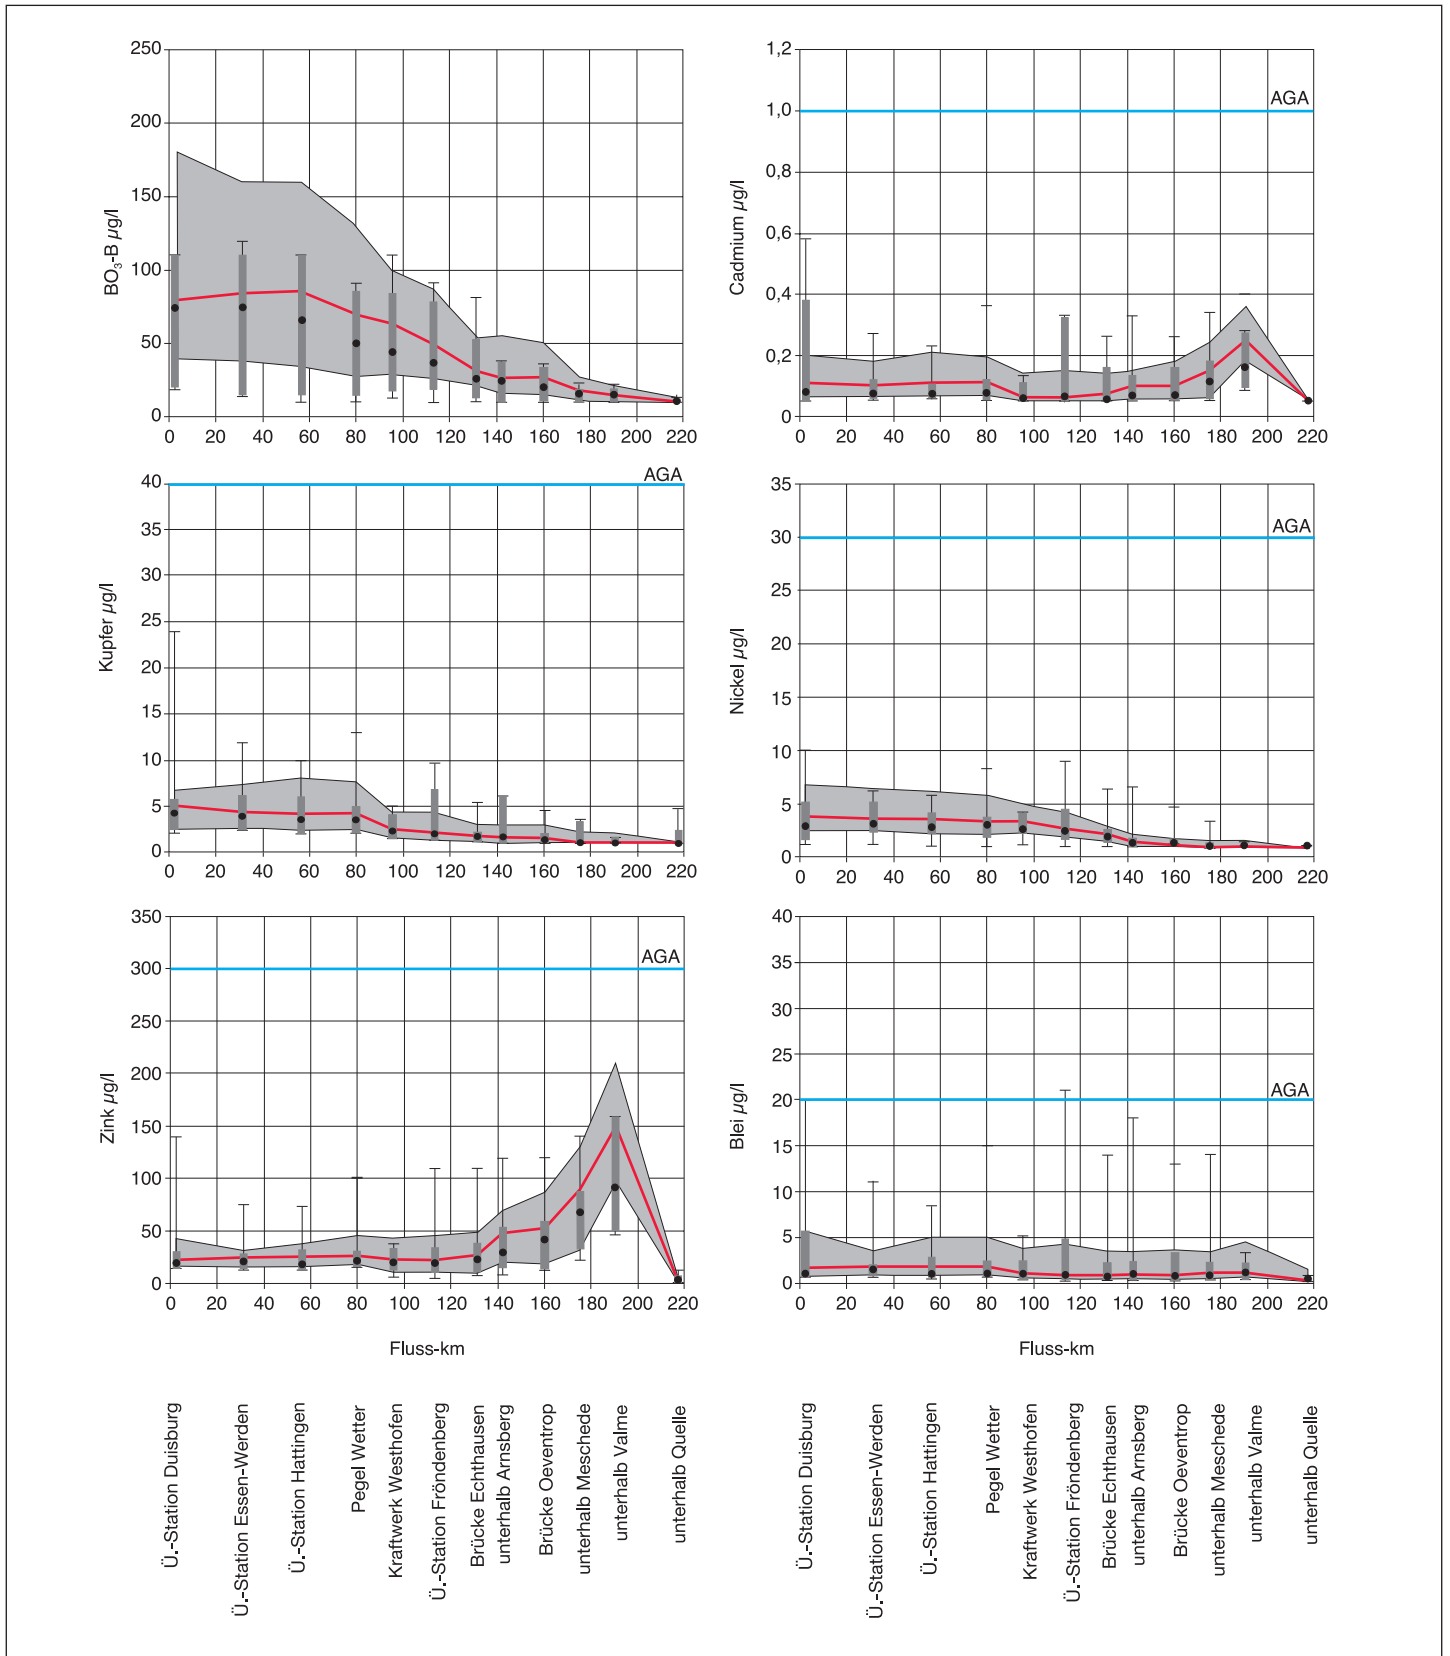 250
200
150
100
50
0
BO₃-B µg/l
0 20 40 60 80 100 120 140 160 180 200 220
1,2
1,0
0,8
0,6
0,4
0,2
0
Cadmium µg/l
AGA
0 20 40 60 80 100 120 140 160 180 200 220
40
35
30
25
20
15
10
5
0
Kupfer µg/l
AGA
0 20 40 60 80 100 120 140 160 180 200 220
35
30
25
20
15
10
5
0
Nickel µg/l
AGA
0 20 40 60 80 100 120 140 160 180 200 220
350
300
250
200
150
100
50
0
Zink µg/l
AGA
0 20 40 60 80 100 120 140 160 180 200 220
Fluss-km
40
35
30
25
20
15
10
5
0
Blei µg/l
AGA
0 20 40 60 80 100 120 140 160 180 200 220
Fluss-km
Ü.-Station Duisburg
Ü.-Station Essen-Werden
Ü.-Station Hattingen
Pegel Wetter
Kraftwerk Westhofen
Ü.-Station Fröndenberg
Brücke Echthausen
unterhalb Arnsberg
Brücke Oeventrop
unterhalb Meschede
unterhalb Valme
unterhalb Quelle
Ü.-Station Duisburg
Ü.-Station Essen-Werden
Ü.-Station Hattingen
Pegel Wetter
Kraftwerk Westhofen
Ü.-Station Fröndenberg
Brücke Echthausen
unterhalb Arnsberg
Brücke Oeventrop
unterhalb Meschede
unterhalb Valme
unterhalb Quelle